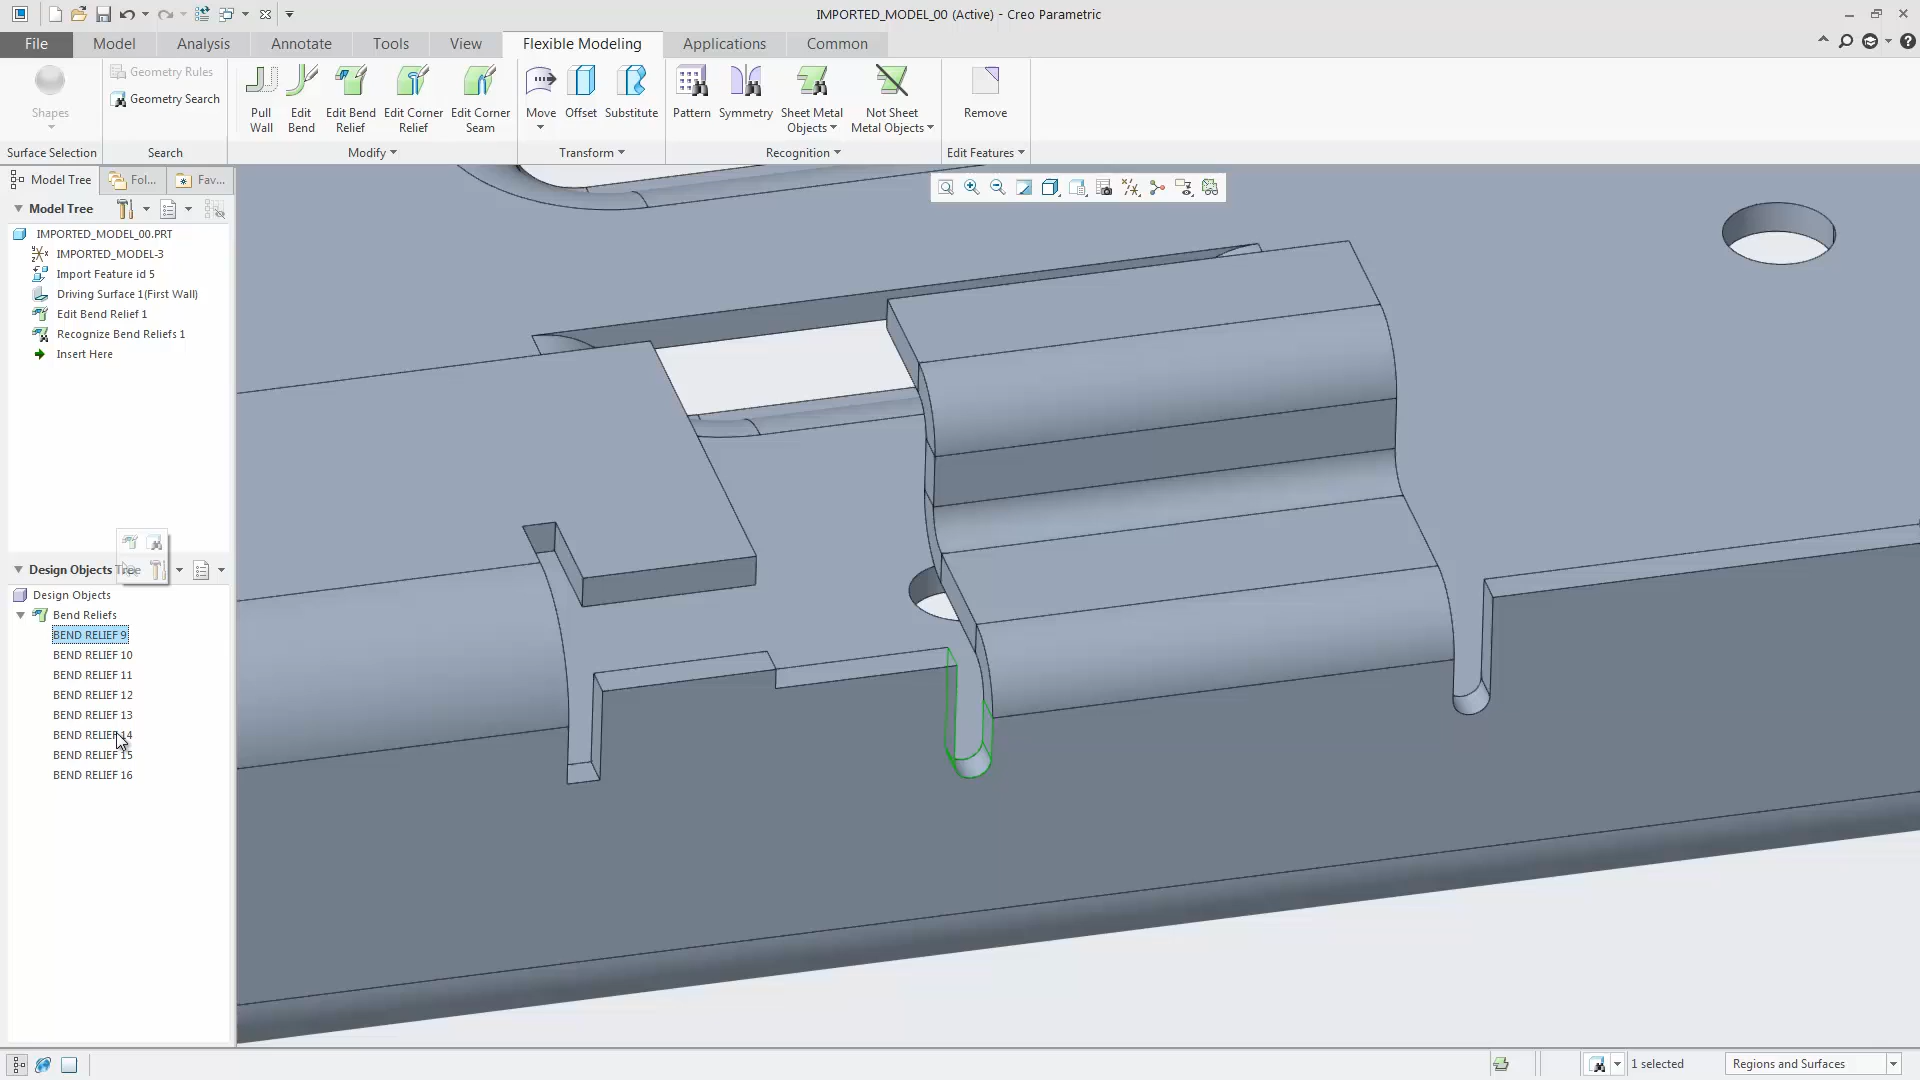 IMPORTED_MODEL_00 (Active) - Creo Parametric
File Model Analysis Annotate Tools View Flexible Modeling Applications Common
Shapes
Geometry Rules
Geometry Search
Pull Wall
Edit Bend
Edit Bend Relief
Edit Corner Relief
Edit Corner Seam
Move
Offset
Substitute
Pattern
Symmetry
Sheet Metal Objects
Not Sheet Metal Objects
Remove
Surface Selection Search Modify Transform Recognition Edit Features
Model Tree Fol... Fav...
Model Tree
IMPORTED_MODEL_00.PRT
IMPORTED_MODEL-3
Import Feature id 5
Driving Surface 1(First Wall)
Edit Bend Relief 1
Recognize Bend Reliefs 1
Insert Here
Design Objects Tree
Design Objects
Bend Reliefs
BEND RELIEF 9
BEND RELIEF 10
BEND RELIEF 11
BEND RELIEF 12
BEND RELIEF 13
BEND RELIEF 14
BEND RELIEF 15
BEND RELIEF 16
1 selected
Regions and Surfaces